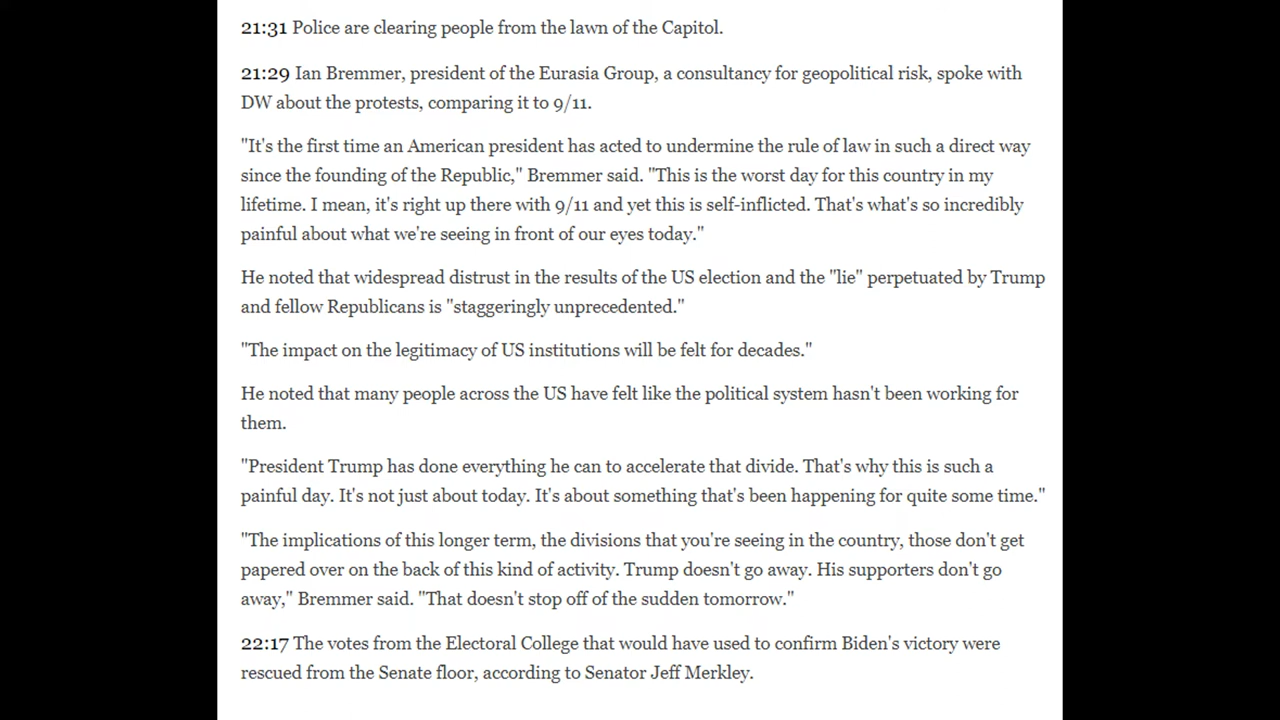 21:31 Police are clearing people from the lawn of the Capitol.
21:29 Ian Bremmer, president of the Eurasia Group, a consultancy for geopolitical risk, spoke with
DW about the protests, comparing it to 9/11.
"It's the first time an American president has acted to undermine the rule of law in such a direct way
since the founding of the Republic," Bremmer said. "This is the worst day for this country in my
lifetime. I mean, it's right up there with 9/11 and yet this is self-inflicted. That's what's so incredibly
painful about what we're seeing in front of our eyes today."
He noted that widespread distrust in the results of the US election and the "lie" perpetuated by Trump
and fellow Republicans is "staggeringly unprecedented."
"The impact on the legitimacy of US institutions will be felt for decades."
He noted that many people across the US have felt like the political system hasn't been working for
them.
"President Trump has done everything he can to accelerate that divide. That's why this is such a
painful day. It's not just about today. It's about something that's been happening for quite some time."
"The implications of this longer term, the divisions that you're seeing in the country, those don't get
papered over on the back of this kind of activity. Trump doesn't go away. His supporters don't go
away," Bremmer said. "That doesn't stop off of the sudden tomorrow."
22:17 The votes from the Electoral College that would have used to confirm Biden's victory were
rescued from the Senate floor, according to Senator Jeff Merkley.